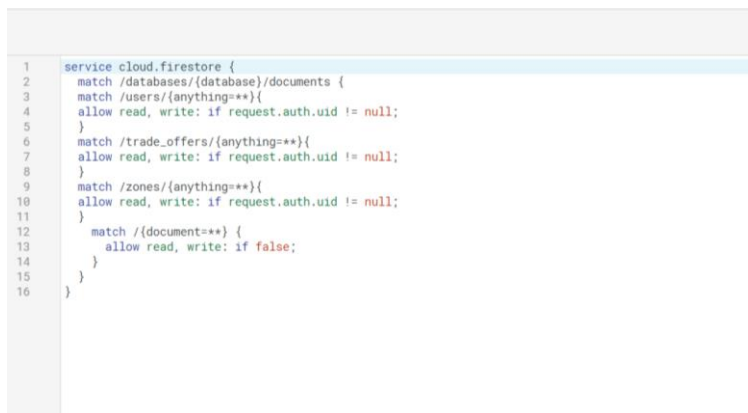 1 service cloud.firestore {
2 match /databases/{database}/documents {
3 match /users/{anything=**}{
4 allow read, write: if request.auth.uid != null;
5 }
6 match /trade_offers/{anything=**}{
7 allow read, write: if request.auth.uid != null;
8 }
9 match /zones/{anything=**}{
10 allow read, write: if request.auth.uid != null;
11 }
12 match /{document=**} {
13 allow read, write: if false;
14 }
15 }
16 }